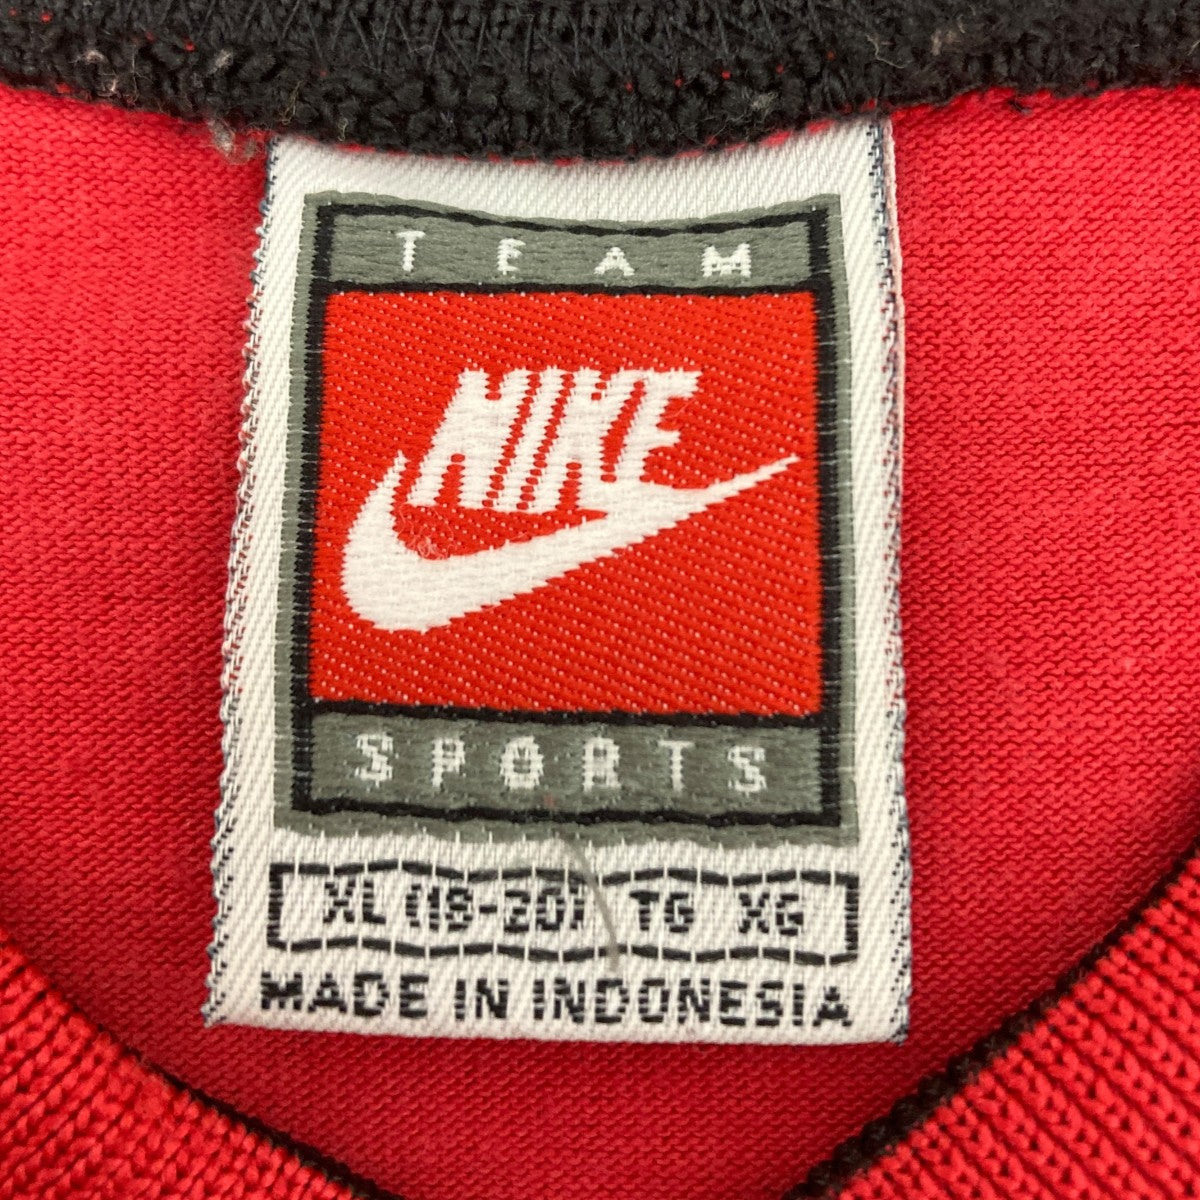 TEAM
NIKE
SPORTS
XL (18-20) TG XG
MADE IN INDONESIA